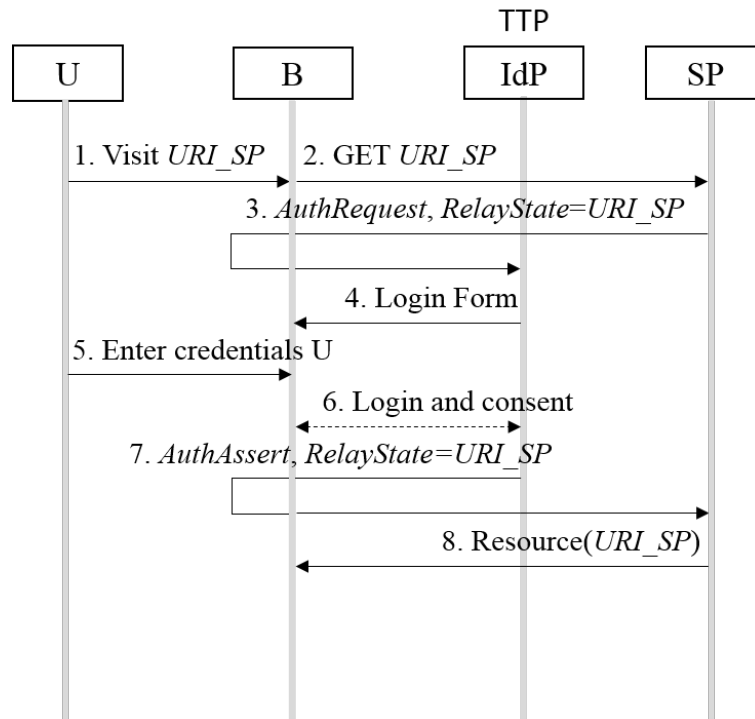 TTP
U
B
IdP
SP
1. Visit URI_SP
2. GET URI_SP
3. AuthRequest, RelayState=URI_SP
4. Login Form
5. Enter credentials U
6. Login and consent
7. AuthAssert, RelayState=URI_SP
8. Resource(URI_SP)